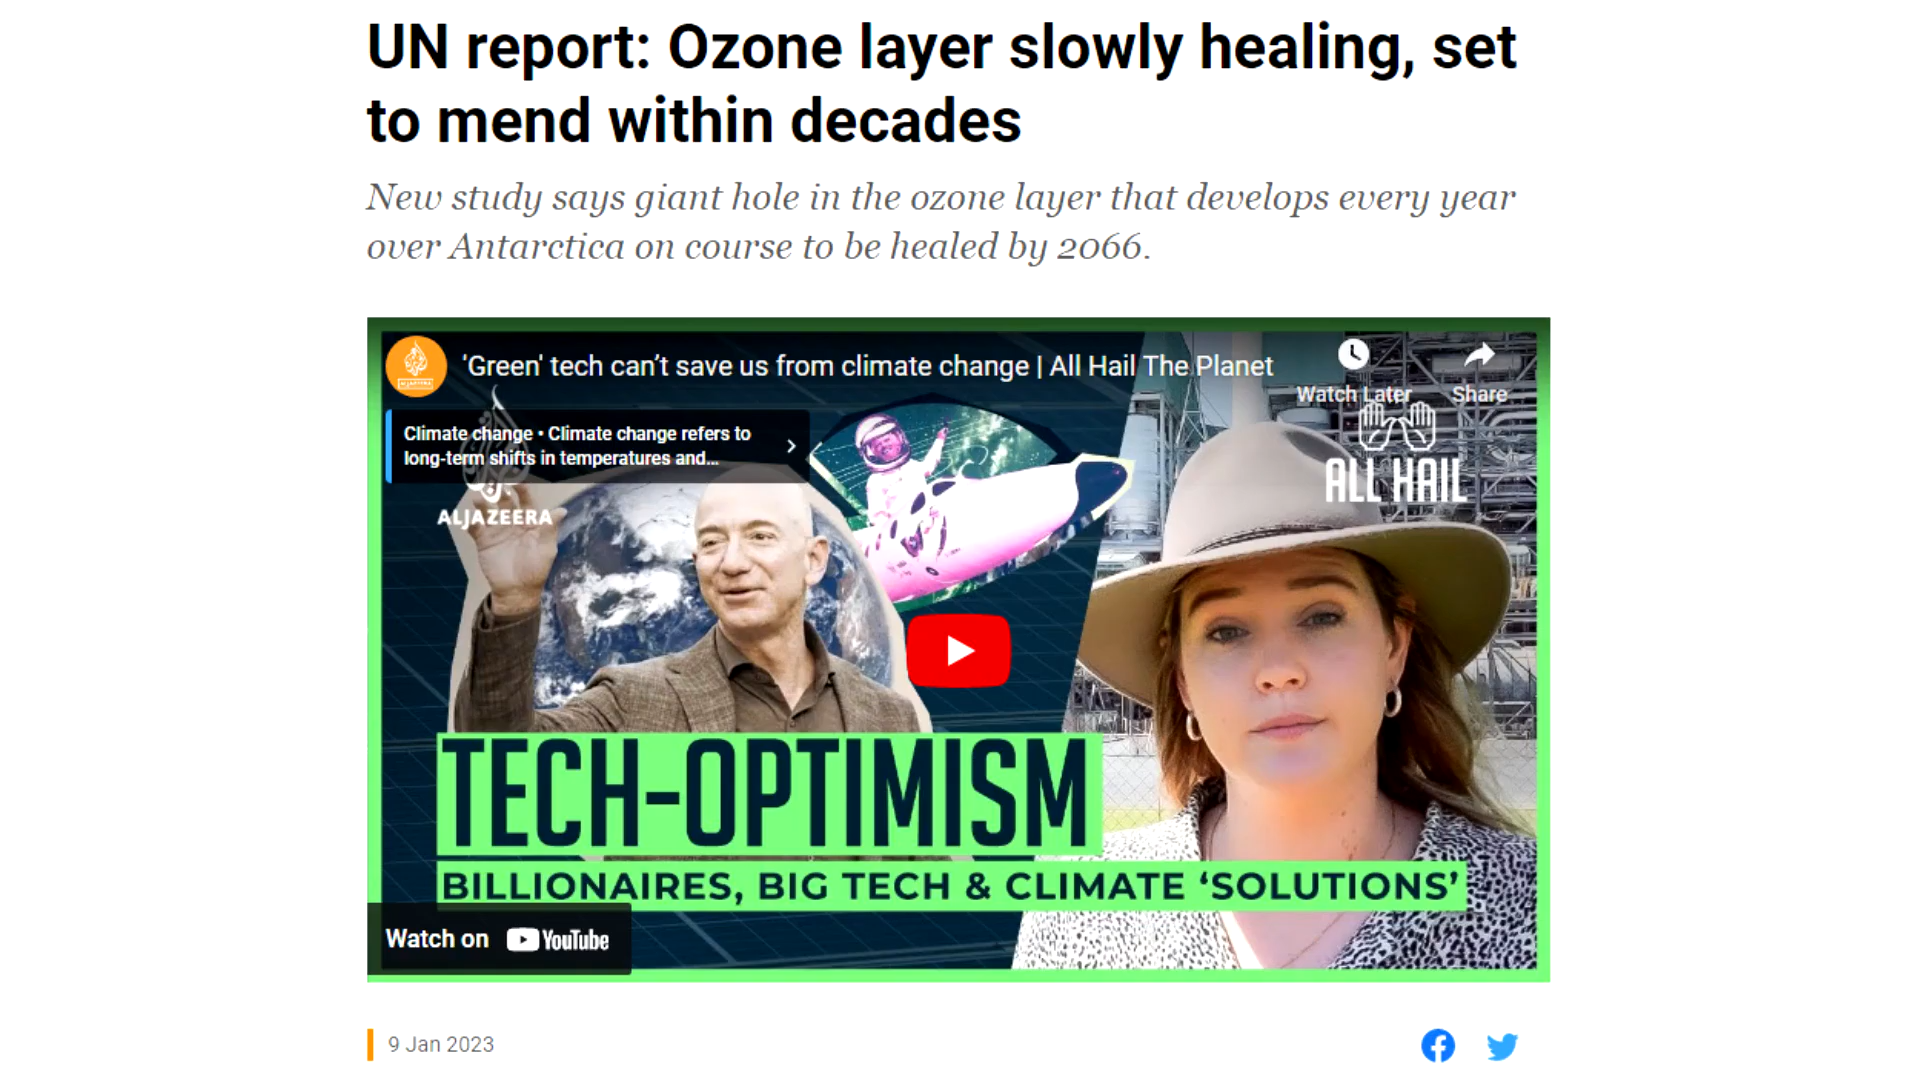 UN report: Ozone layer slowly healing, set
to mend within decades
New study says giant hole in the ozone layer that develops every year
over Antarctica on course to be healed by 2066.
'Green' tech can’t save us from climate change | All Hail The Planet
Watch Later
Share
Climate change • Climate change refers to
long-term shifts in temperatures and...
ALJAZEERA
ALL HAIL
TECH-OPTIMISM
BILLIONAIRES, BIG TECH & CLIMATE ‘SOLUTIONS’
Watch on YouTube
9 Jan 2023